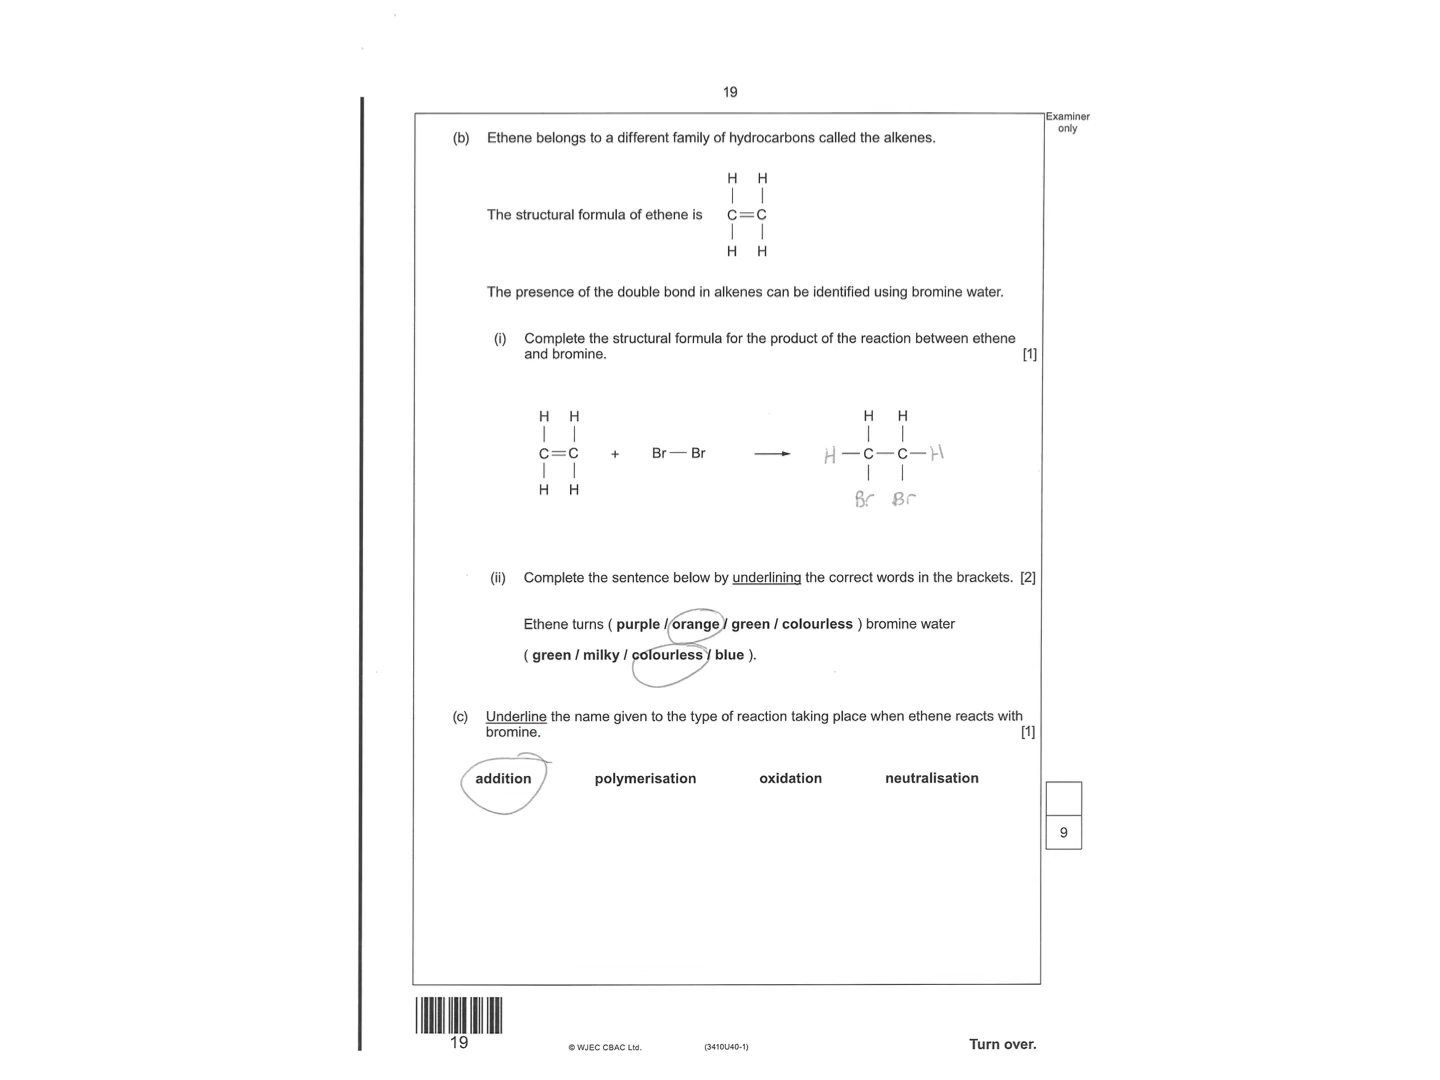 19
Examiner
only
(b) Ethene belongs to a different family of hydrocarbons called the alkenes.
H H
The structural formula of ethene is C=C
H H
The presence of the double bond in alkenes can be identified using bromine water.
(i) Complete the structural formula for the product of the reaction between ethene
and bromine. [1]
H H H H
C=C + Br—Br → H—C—C—H
H H Br Br
(ii) Complete the sentence below by underlining the correct words in the brackets. [2]
Ethene turns ( purple / orange / green / colourless ) bromine water
( green / milky / colourless / blue ).
(c) Underline the name given to the type of reaction taking place when ethene reacts with
bromine. [1]
addition polymerisation oxidation neutralisation
9
19
© WJEC CBAC Ltd. (3410U40-1) Turn over.